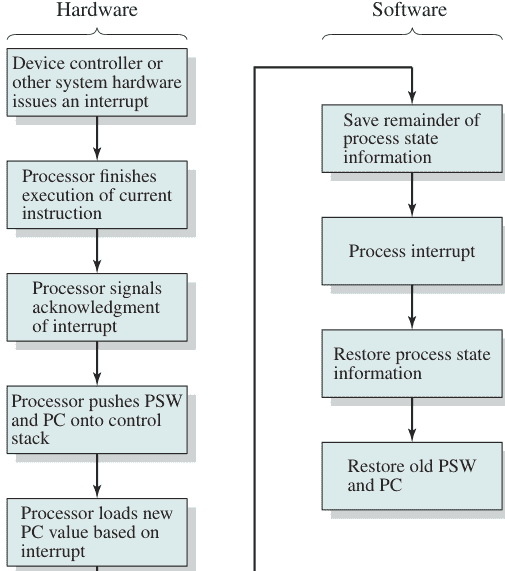 Hardware
Device controller or
other system hardware
issues an interrupt
Processor finishes
execution of current
instruction
Processor signals
acknowledgment
of interrupt
Processor pushes PSW
and PC onto control
stack
Processor loads new
PC value based on
interrupt
Software
Save remainder of
process state
information
Process interrupt
Restore process state
information
Restore old PSW
and PC